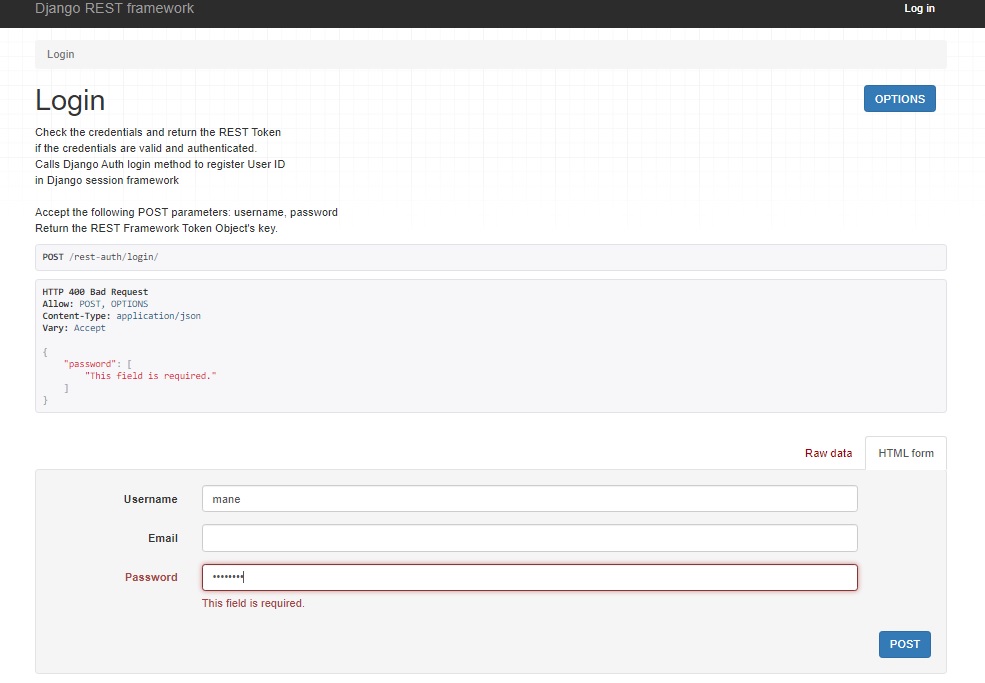 Django REST framework
Log in
Login
Login
OPTIONS
Check the credentials and return the REST Token
if the credentials are valid and authenticated.
Calls Django Auth login method to register User ID
in Django session framework
Accept the following POST parameters: username, password
Return the REST Framework Token Object's key.
POST /rest-auth/login/
HTTP 400 Bad Request
Allow: POST, OPTIONS
Content-Type: application/json
Vary: Accept
{
"password": [
"This field is required."
]
}
Raw data
HTML form
Username
mane
Email
Password
••••••••
This field is required.
POST